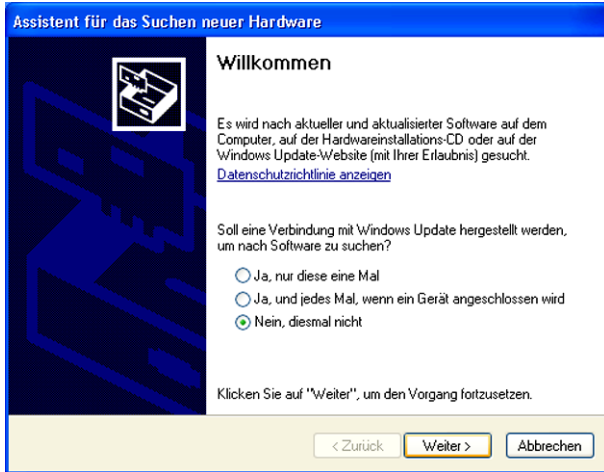 Assistent für das Suchen neuer Hardware
Willkommen
Es wird nach aktueller und aktualisierter Software auf dem
Computer, auf der Hardwareinstallations-CD oder auf der
Windows Update-Website (mit Ihrer Erlaubnis) gesucht.
Datenschutzrichtlinie anzeigen
Soll eine Verbindung mit Windows Update hergestellt werden,
um nach Software zu suchen?
Ja, nur diese eine Mal
Ja, und jedes Mal, wenn ein Gerät angeschlossen wird
Nein, diesmal nicht
Klicken Sie auf "Weiter", um den Vorgang fortzusetzen.
< Zurück Weiter > Abbrechen